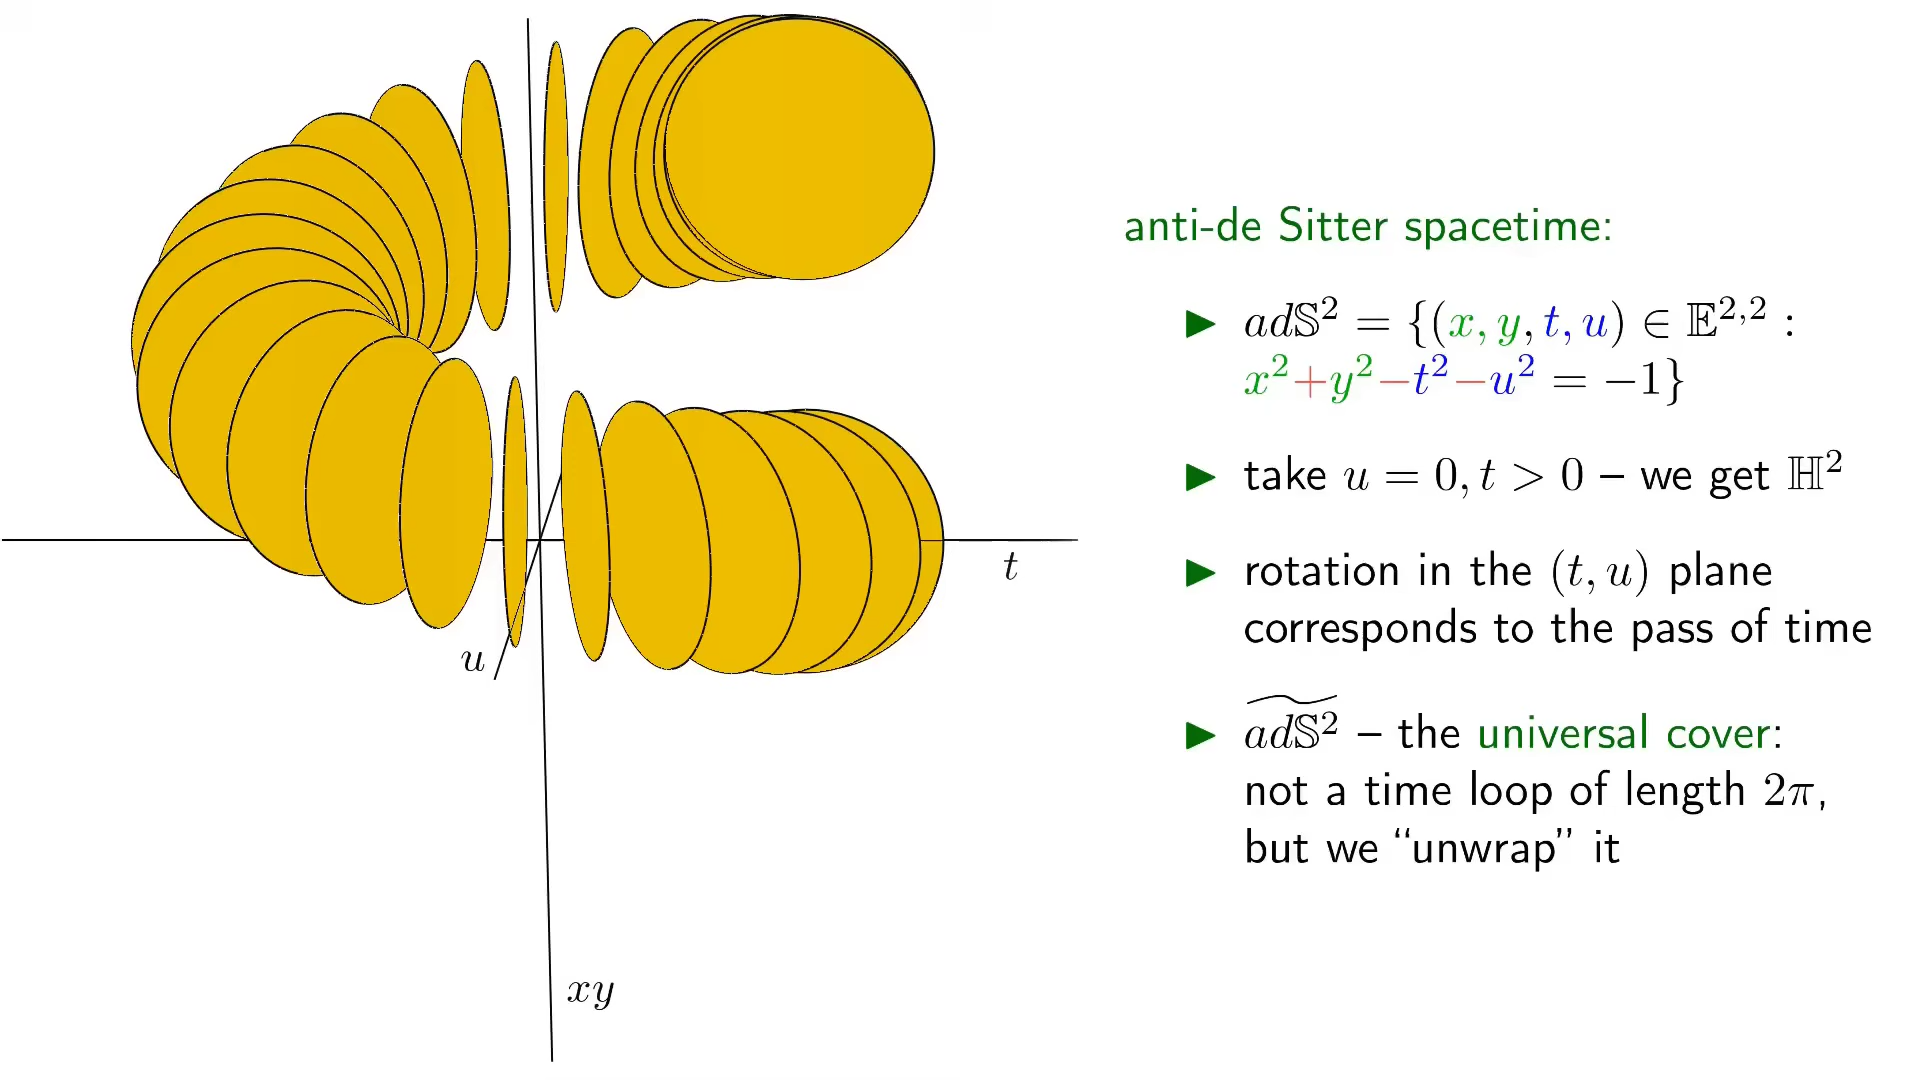 anti-de Sitter spacetime:
▶ ad𝕊² = {(x, y, t, u) ∈ 𝔼²,² :
x²+y²−t²−u² = −1}
▶ take u = 0, t > 0 – we get ℍ²
▶ rotation in the (t, u) plane
corresponds to the pass of time
▶ \widetilde{ad𝕊²} – the universal cover:
not a time loop of length 2π,
but we “unwrap” it
t
u
xy